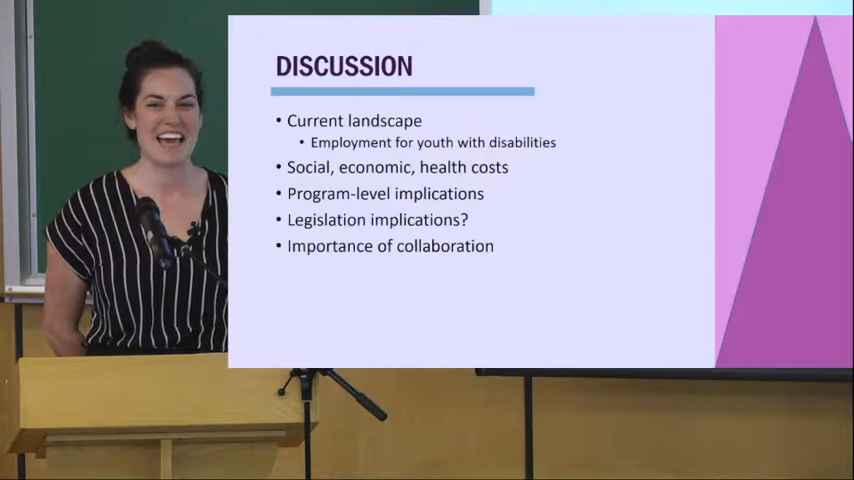 DISCUSSION
• Current landscape
• Employment for youth with disabilities
• Social, economic, health costs
• Program-level implications
• Legislation implications?
• Importance of collaboration